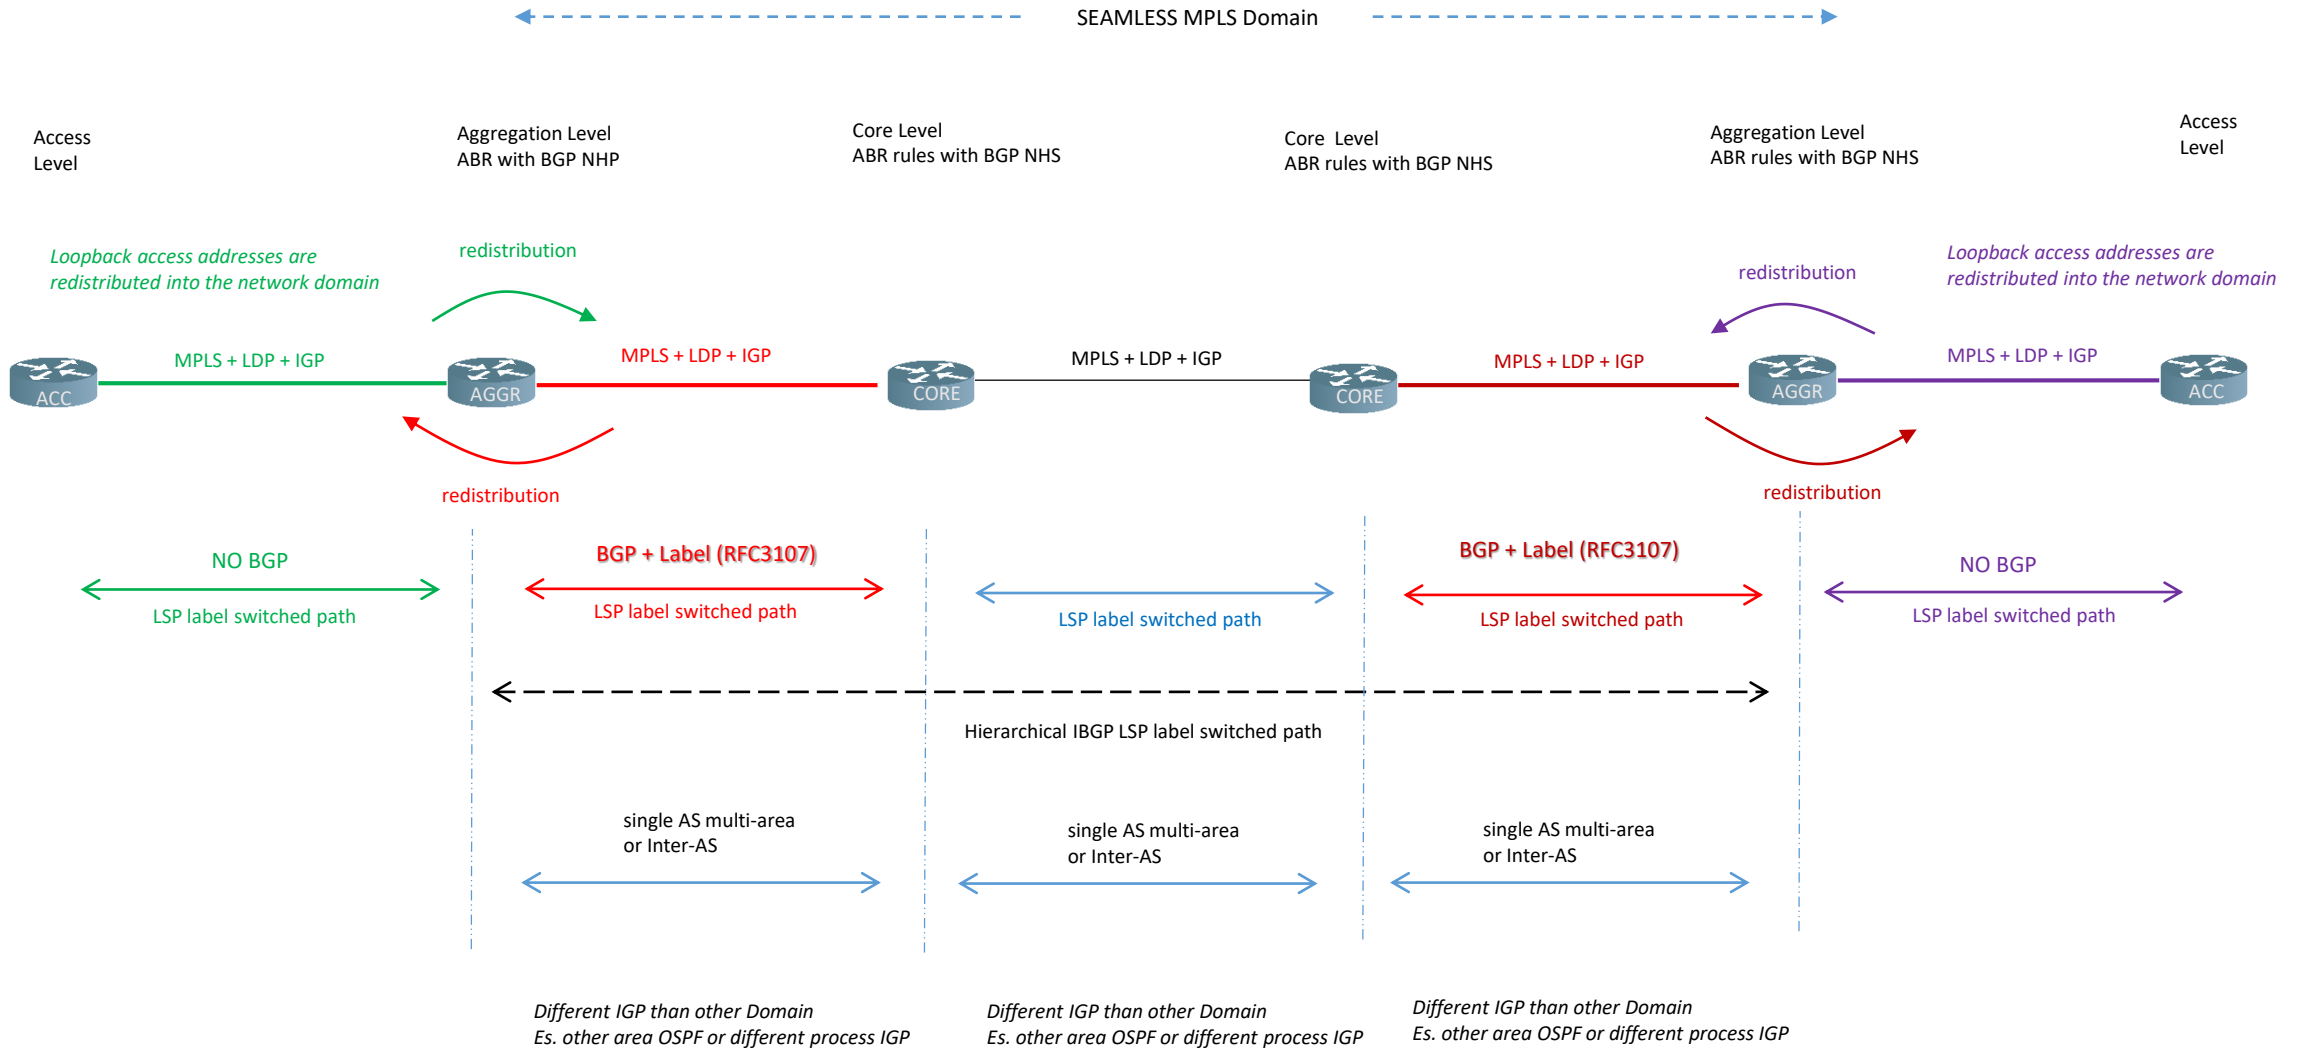 SEAMLESS MPLS Domain
Access
Level
Aggregation Level
ABR with BGP NHP
Core Level
ABR rules with BGP NHS
Core  Level
ABR rules with BGP NHS
Aggregation Level
ABR rules with BGP NHS
Access
Level
Loopback access addresses are
redistributed into the network domain
redistribution
redistribution
Loopback access addresses are
redistributed into the network domain
MPLS + LDP + IGP
MPLS + LDP + IGP
MPLS + LDP + IGP
MPLS + LDP + IGP
MPLS + LDP + IGP
ACC
AGGR
CORE
CORE
AGGR
ACC
redistribution
redistribution
NO BGP
LSP label switched path
BGP + Label (RFC3107)
LSP label switched path
LSP label switched path
BGP + Label (RFC3107)
LSP label switched path
NO BGP
LSP label switched path
Hierarchical IBGP LSP label switched path
single AS multi-area
or Inter-AS
single AS multi-area
or Inter-AS
single AS multi-area
or Inter-AS
Different IGP than other Domain
Es. other area OSPF or different process IGP
Different IGP than other Domain
Es. other area OSPF or different process IGP
Different IGP than other Domain
Es. other area OSPF or different process IGP